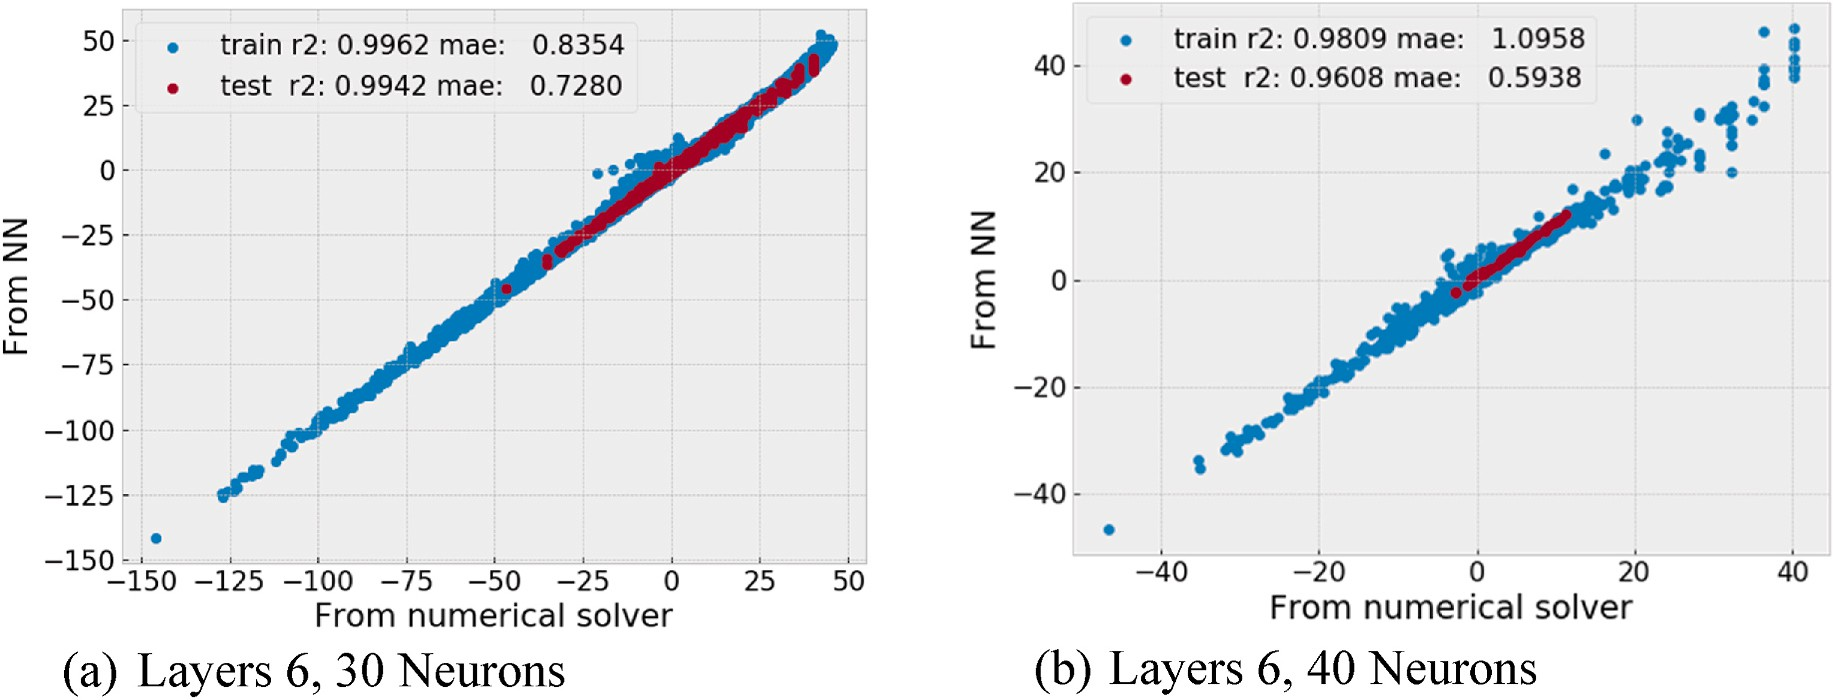 train r2: 0.9962 mae: 0.8354
test r2: 0.9942 mae: 0.7280
50
25
0
−25
−50
−75
−100
−125
−150
From NN
−150 −125 −100 −75 −50 −25 0 25 50
From numerical solver
(a) Layers 6, 30 Neurons
train r2: 0.9809 mae: 1.0958
test r2: 0.9608 mae: 0.5938
40
20
0
−20
−40
From NN
−40 −20 0 20 40
From numerical solver
(b) Layers 6, 40 Neurons